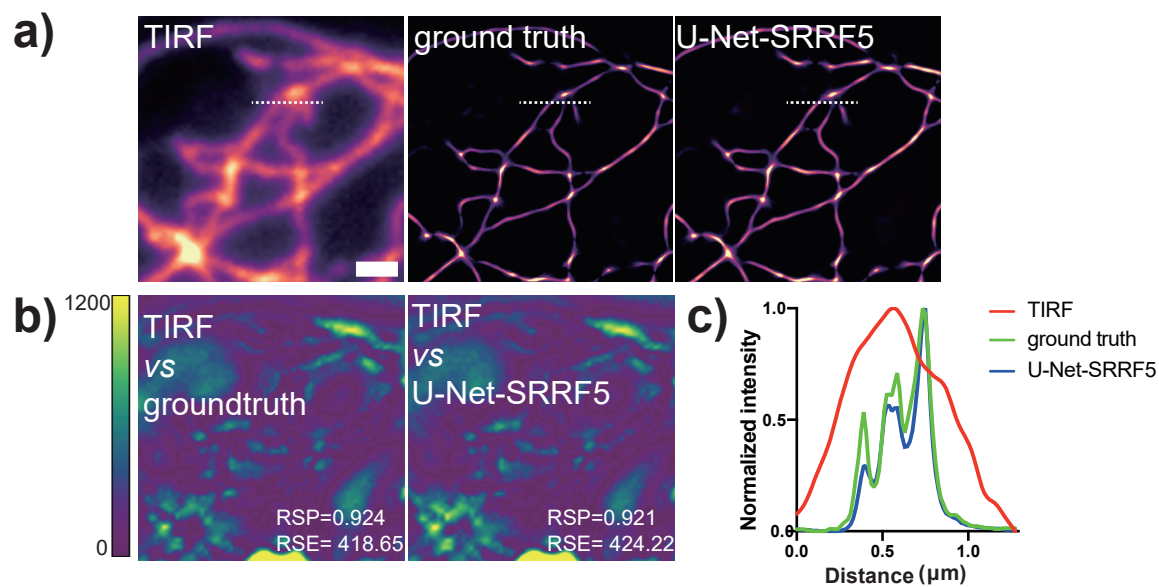 a)
TIRF
ground truth
U-Net-SRRF5
b)
1200
0
TIRF
vs
groundtruth
RSP=0.924
RSE= 418.65
TIRF
vs
U-Net-SRRF5
RSP=0.921
RSE= 424.22
c)
Normalized intensity
1.0
0.5
0.0
0.0
0.5
1.0
Distance (μm)
TIRF
ground truth
U-Net-SRRF5